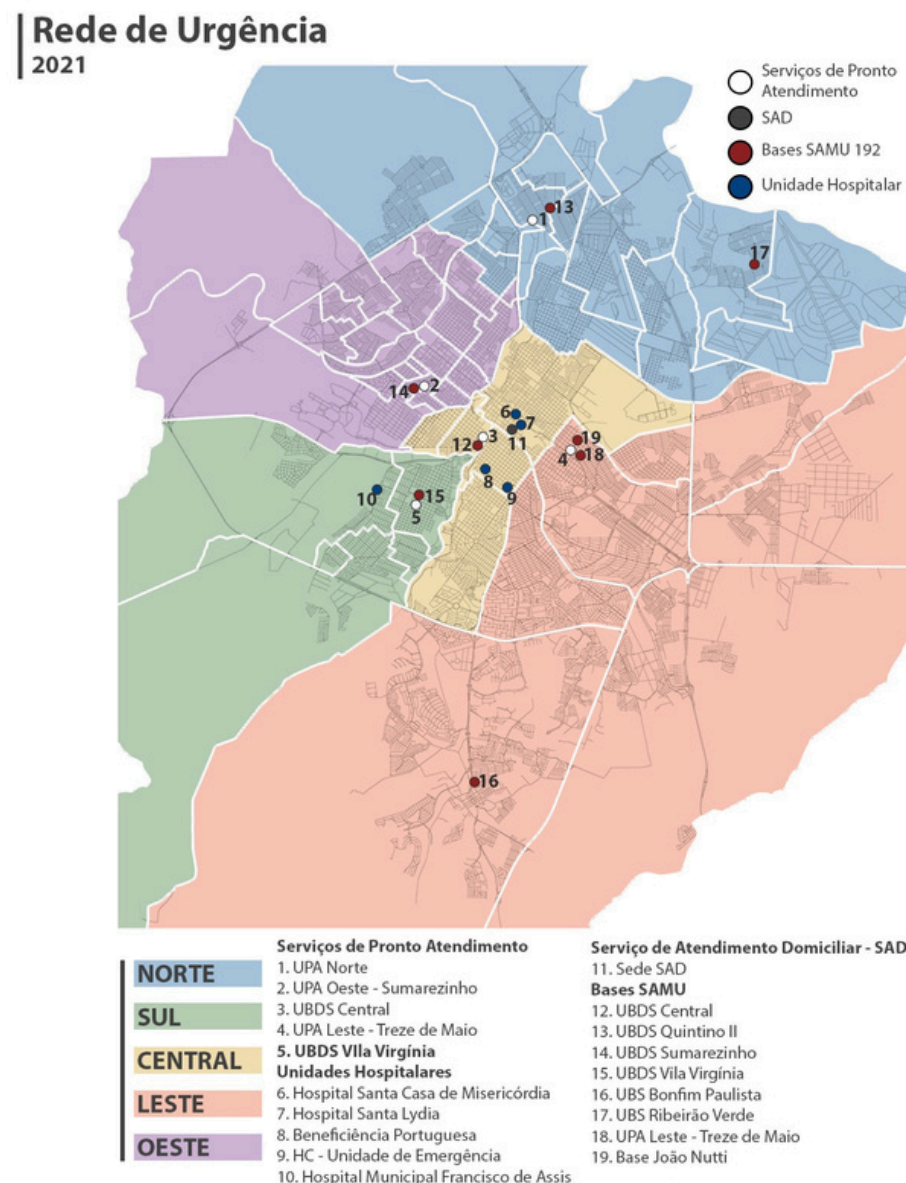 Rede de Urgência
2021
Serviços de Pronto
Atendimento
SAD
Bases SAMU 192
Unidade Hospitalar
13
1
17
14
2
6
7
3
12
11
19
4
18
8
9
10
15
5
16
NORTE
SUL
CENTRAL
LESTE
OESTE
Serviços de Pronto Atendimento
1. UPA Norte
2. UPA Oeste - Sumarezinho
3. UBDS Central
4. UPA Leste - Treze de Maio
5. UBDS VIla Virgínia
Unidades Hospitalares
6. Hospital Santa Casa de Misericórdia
7. Hospital Santa Lydia
8. Beneficiência Portuguesa
9. HC - Unidade de Emergência
10. Hospital Municipal Francisco de Assis
Serviço de Atendimento Domiciliar - SAD
11. Sede SAD
Bases SAMU
12. UBDS Central
13. UBDS Quintino II
14. UBDS Sumarezinho
15. UBDS Vila Virgínia
16. UBS Bonfim Paulista
17. UBS Ribeirão Verde
18. UPA Leste - Treze de Maio
19. Base João Nutti